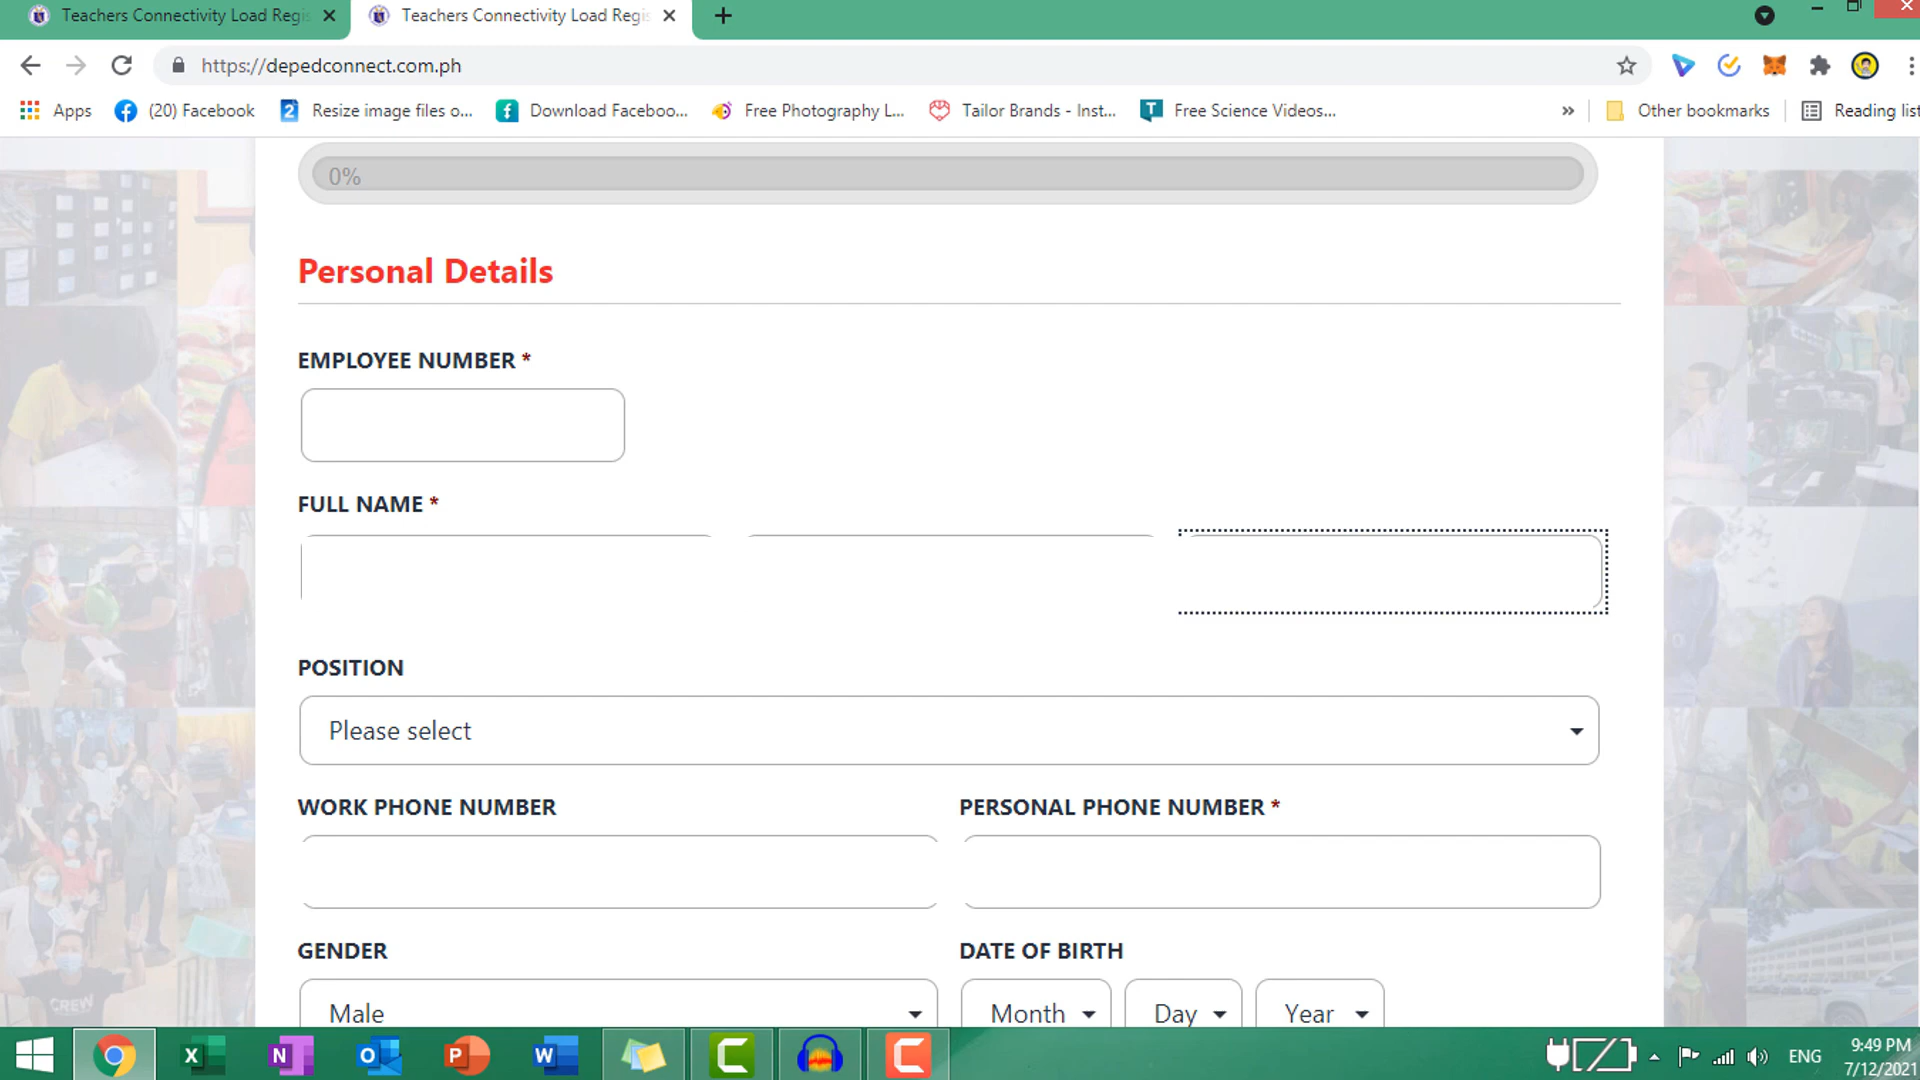 Teachers Connectivity Load Regis
Teachers Connectivity Load Regis
https://depedconnect.com.ph
Apps
(20) Facebook
Resize image files o...
Download Faceboo...
Free Photography L...
Tailor Brands - Inst...
Free Science Videos...
Other bookmarks
Reading list
0%
Personal Details
EMPLOYEE NUMBER *
FULL NAME *
POSITION
Please select
WORK PHONE NUMBER
PERSONAL PHONE NUMBER *
GENDER
DATE OF BIRTH
Male
Month
Day
Year
CREW
ENG
9:49 PM
7/12/2021